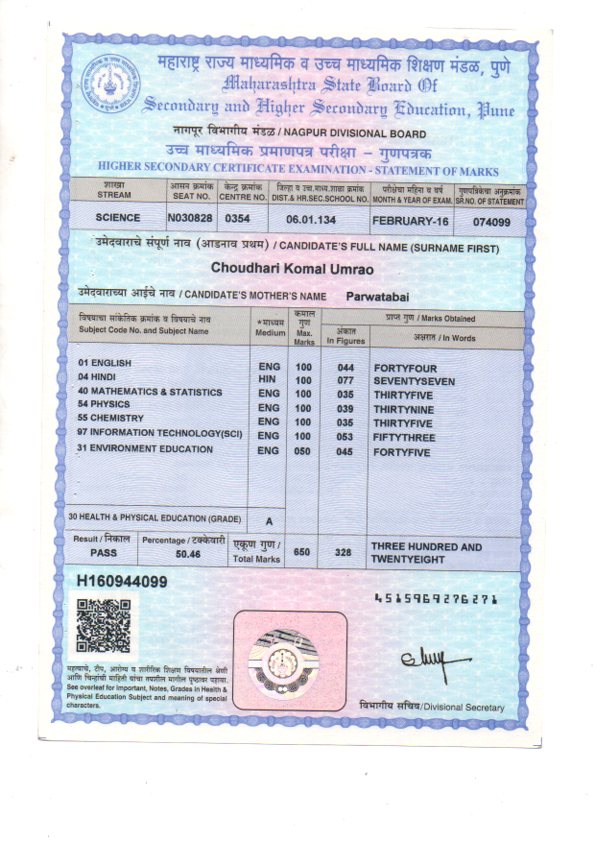 महाराष्ट्र राज्य माध्यमिक व उच्च माध्यमिक शिक्षण मंडळ, पुणे
Maharashtra State Board Of
Secondary and Higher Secondary Education, Pune
नागपूर विभागीय मंडळ / NAGPUR DIVISIONAL BOARD
उच्च माध्यमिक प्रमाणपत्र परीक्षा - गुणपत्रक
HIGHER SECONDARY CERTIFICATE EXAMINATION - STATEMENT OF MARKS
शाखा आसन क्रमांक केन्द्र क्रमांक जिल्हा व उच्च.माध्य.शाळा क्रमांक परीक्षेचा महिना व वर्ष गुणपत्रिकेचा अनुक्रमांक
STREAM SEAT NO. CENTRE NO. DIST.& HR.SEC.SCHOOL NO. MONTH & YEAR OF EXAM. SR.NO. OF STATEMENT
SCIENCE N030828 0354 06.01.134 FEBRUARY-16 074099
उमेदवाराचे संपूर्ण नाव (आडनाव प्रथम) / CANDIDATE'S FULL NAME (SURNAME FIRST)
Choudhari Komal Umrao
उमेदवाराच्या आईचे नाव / CANDIDATE'S MOTHER'S NAME Parwatabai
विषयाचा सांकेतिक क्रमांक व विषयाचे नाव
Subject Code No. and Subject Name
*माध्यम
Medium
कमाल
गुण
Max.
Marks
प्राप्त गुण / Marks Obtained
अंकात
In Figures
अक्षरात / In Words
01 ENGLISH ENG 100 044 FORTYFOUR
04 HINDI HIN 100 077 SEVENTYSEVEN
40 MATHEMATICS & STATISTICS ENG 100 035 THIRTYFIVE
54 PHYSICS ENG 100 039 THIRTYNINE
55 CHEMISTRY ENG 100 035 THIRTYFIVE
97 INFORMATION TECHNOLOGY(SCI) ENG 100 053 FIFTYTHREE
31 ENVIRONMENT EDUCATION ENG 050 045 FORTYFIVE
30 HEALTH & PHYSICAL EDUCATION (GRADE) A
Result / निकाल
PASS
Percentage / टक्केवारी
50.46
एकूण गुण /
Total Marks
650 328
THREE HUNDRED AND
TWENTYEIGHT
H160944099
4515969276271
महत्वाचे, टीप, आरोग्य व शारीरिक शिक्षण विषयातील श्रेणी
आणि चिन्हांची माहिती यांचा तपशील मागील पृष्ठावर पहावा.
See overleaf for important, Notes, Grades in Health &
Physical Education Subject and meaning of special
characters.
विभागीय सचिव/Divisional Secretary